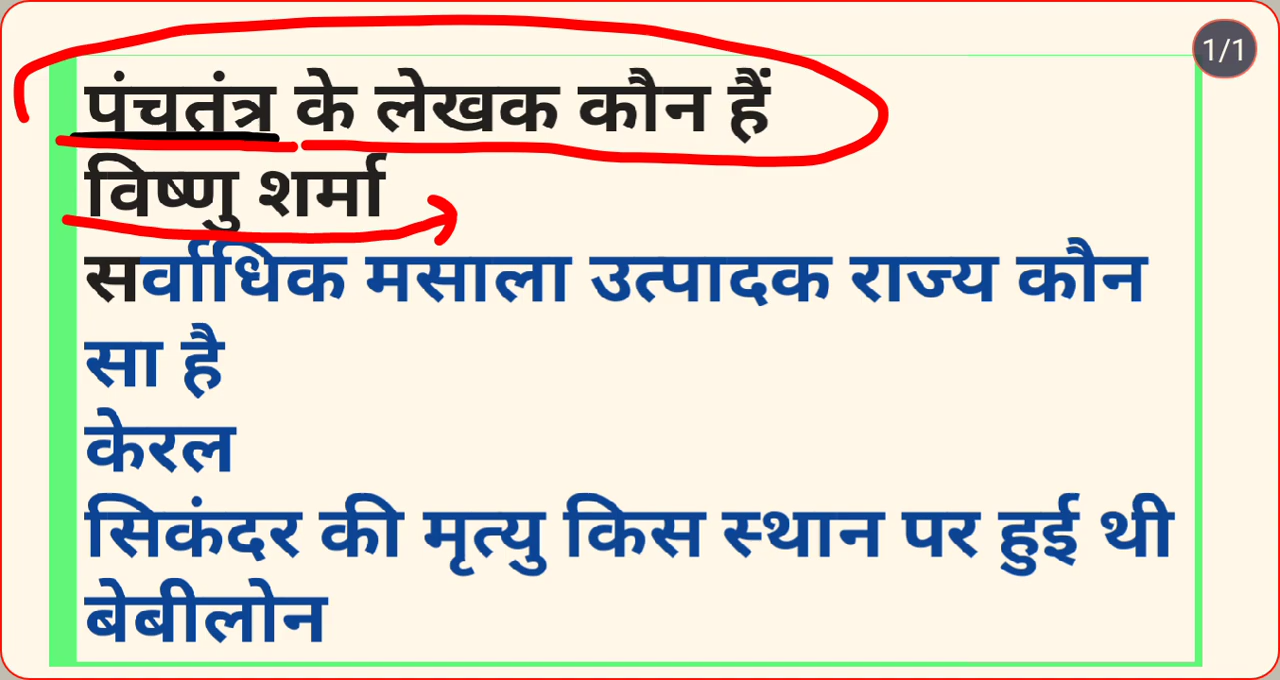 1/1
पंचतंत्र के लेखक कौन हैं
विष्णु शर्मा
सर्वाधिक मसाला उत्पादक राज्य कौन
सा है
केरल
सिकंदर की मृत्यु किस स्थान पर हुई थी
बेबीलोन